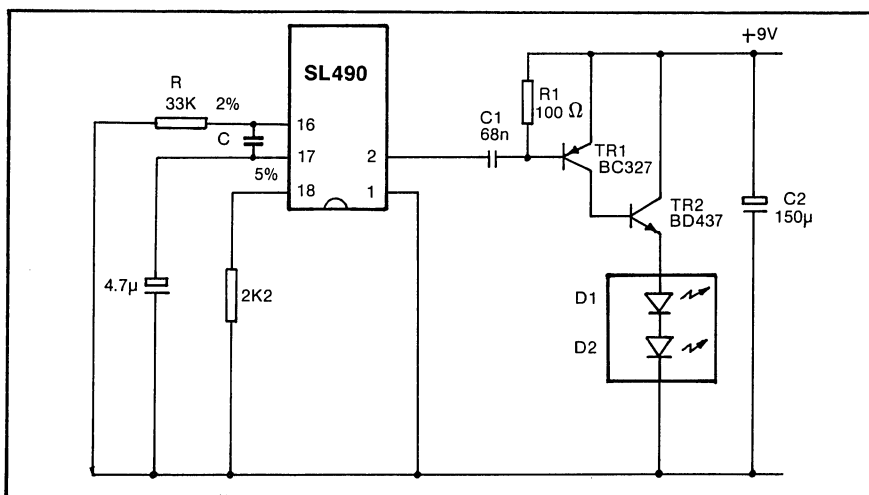 +9V
SL490
R
33K 2%
16
C
17
5%
18
2
1
C1
68n
R1
100 Ω
TR1
BC327
TR2
BD437
C2
150μ
4.7μ
2K2
D1
D2